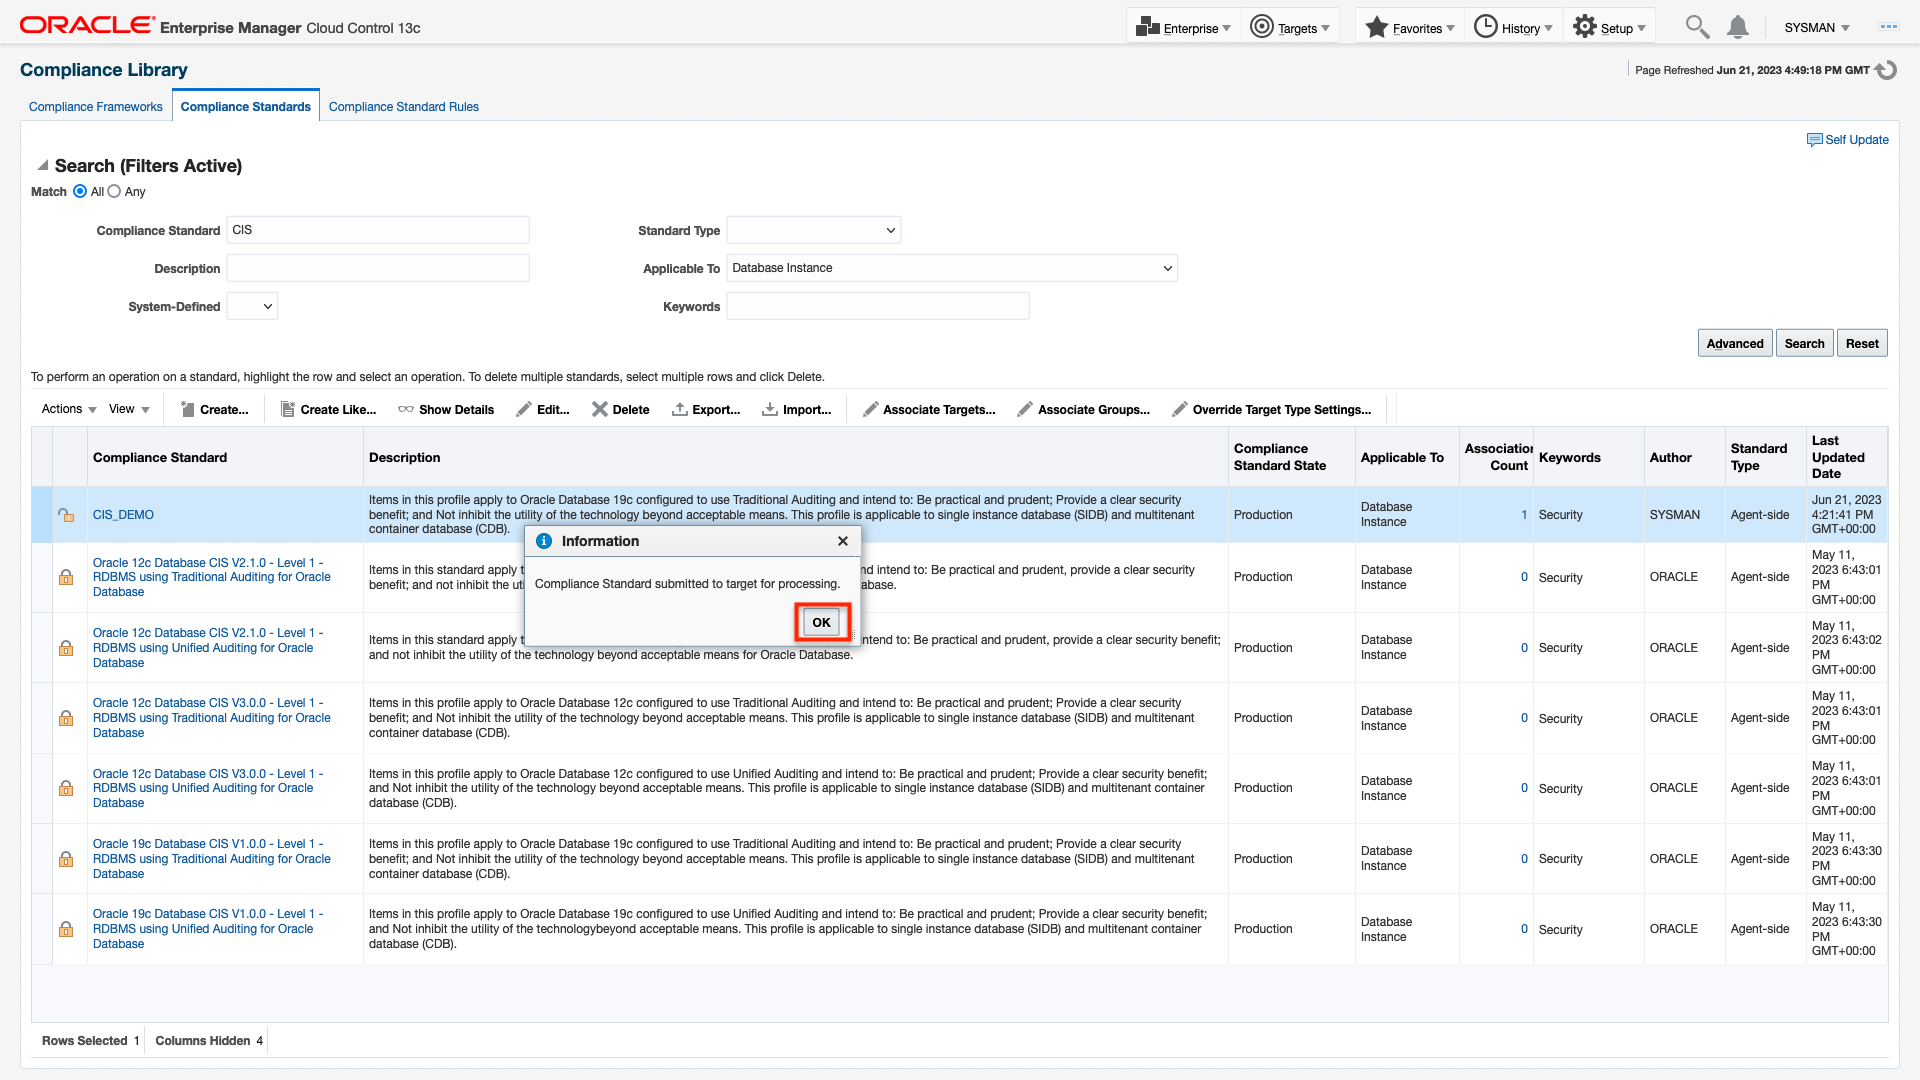 ORACLE Enterprise Manager Cloud Control 13c
Enterprise Targets Favorites History Setup SYSMAN
Compliance Library
Page Refreshed Jun 21, 2023 4:49:18 PM GMT
Compliance Frameworks Compliance Standards Compliance Standard Rules
Self Update
Search (Filters Active)
Match All Any
Compliance Standard CIS Standard Type
Description Applicable To Database Instance
System-Defined Keywords
Advanced Search Reset
To perform an operation on a standard, highlight the row and select an operation. To delete multiple standards, select multiple rows and click Delete.
Actions View Create... Create Like... Show Details Edit... Delete Export... Import... Associate Targets... Associate Groups... Override Target Type Settings...
Compliance Standard
Description
Compliance
Standard State
Applicable To
Association
Count
Keywords
Author
Standard
Type
Last
Updated
Date
CIS_DEMO
Items in this profile apply to Oracle Database 19c configured to use Traditional Auditing and intend to: Be practical and prudent; Provide a clear security
benefit; and Not inhibit the utility of the technology beyond acceptable means. This profile is applicable to single instance database (SIDB) and multitenant
container database (CDB).
Production
Database
Instance
1
Security
SYSMAN
Agent-side
Jun 21, 2023
4:21:41 PM
GMT+00:00
Information
Compliance Standard submitted to target for processing.
OK
Oracle 12c Database CIS V2.1.0 - Level 1 -
RDBMS using Traditional Auditing for Oracle
Database
Items in this standard apply t nd intend to: Be practical and prudent, provide a clear security
benefit; and not inhibit the uti abase.
Production
Database
Instance
0
Security
ORACLE
Agent-side
May 11,
2023 6:43:01
PM
GMT+00:00
Oracle 12c Database CIS V2.1.0 - Level 1 -
RDBMS using Unified Auditing for Oracle
Database
Items in this standard apply t ntend to: Be practical and prudent, provide a clear security benefit;
and not inhibit the utility of the technology beyond acceptable means for Oracle Database.
Production
Database
Instance
0
Security
ORACLE
Agent-side
May 11,
2023 6:43:02
PM
GMT+00:00
Oracle 12c Database CIS V3.0.0 - Level 1 -
RDBMS using Traditional Auditing for Oracle
Database
Items in this profile apply to Oracle Database 12c configured to use Traditional Auditing and intend to: Be practical and prudent; Provide a clear security
benefit; and Not inhibit the utility of the technology beyond acceptable means. This profile is applicable to single instance database (SIDB) and multitenant
container database (CDB).
Production
Database
Instance
0
Security
ORACLE
Agent-side
May 11,
2023 6:43:01
PM
GMT+00:00
Oracle 12c Database CIS V3.0.0 - Level 1 -
RDBMS using Unified Auditing for Oracle
Database
Items in this profile apply to Oracle Database 12c configured to use Unified Auditing and intend to: Be practical and prudent; Provide a clear security benefit;
and Not inhibit the utility of the technology beyond acceptable means. This profile is applicable to single instance database (SIDB) and multitenant container
database (CDB).
Production
Database
Instance
0
Security
ORACLE
Agent-side
May 11,
2023 6:43:01
PM
GMT+00:00
Oracle 19c Database CIS V1.0.0 - Level 1 -
RDBMS using Traditional Auditing for Oracle
Database
Items in this profile apply to Oracle Database 19c configured to use Traditional Auditing and intend to: Be practical and prudent; Provide a clear security
benefit; and Not inhibit the utility of the technology beyond acceptable means. This profile is applicable to single instance database (SIDB) and multitenant
container database (CDB).
Production
Database
Instance
0
Security
ORACLE
Agent-side
May 11,
2023 6:43:30
PM
GMT+00:00
Oracle 19c Database CIS V1.0.0 - Level 1 -
RDBMS using Unified Auditing for Oracle
Database
Items in this profile apply to Oracle Database 19c configured to use Unified Auditing and intend to: Be practical and prudent; Provide a clear security benefit;
and Not inhibit the utility of the technologybeyond acceptable means. This profile is applicable to single instance database (SIDB) and multitenant container
database (CDB).
Production
Database
Instance
0
Security
ORACLE
Agent-side
May 11,
2023 6:43:30
PM
GMT+00:00
Rows Selected 1 Columns Hidden 4